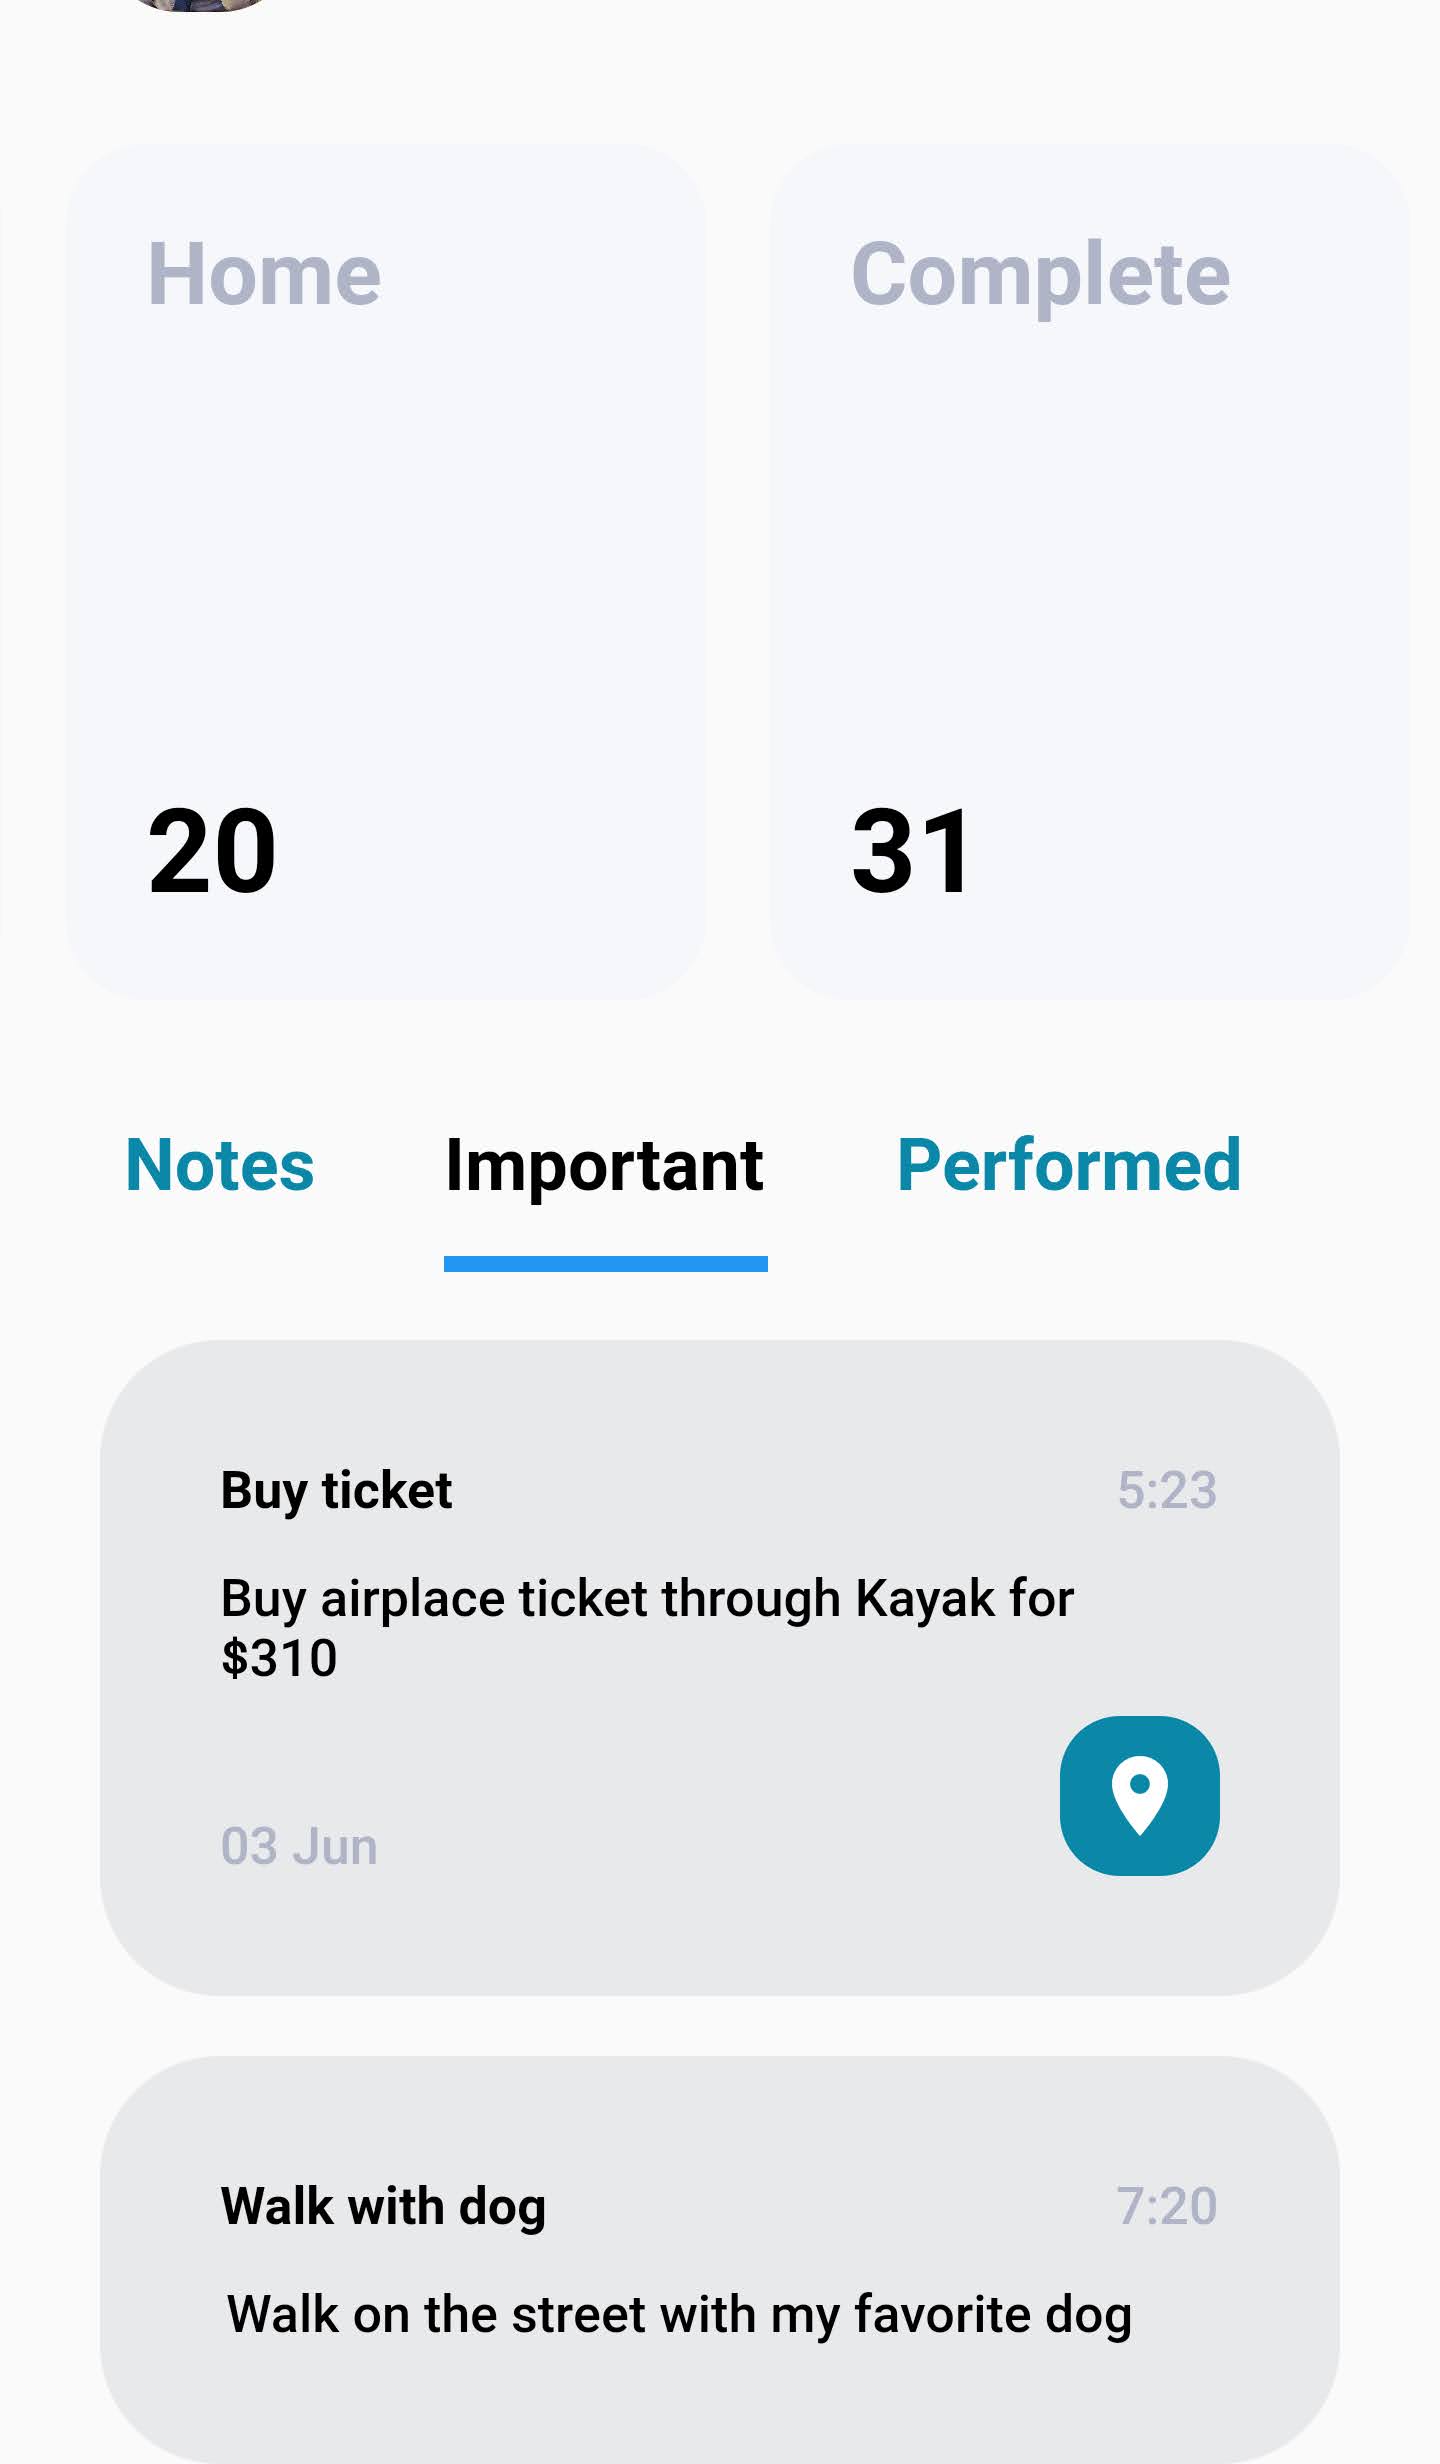 Home
Complete
20
31
Notes
Important
Performed
Buy ticket
5:23
Buy airplace ticket through Kayak for
$310
03 Jun
Walk with dog
7:20
Walk on the street with my favorite dog